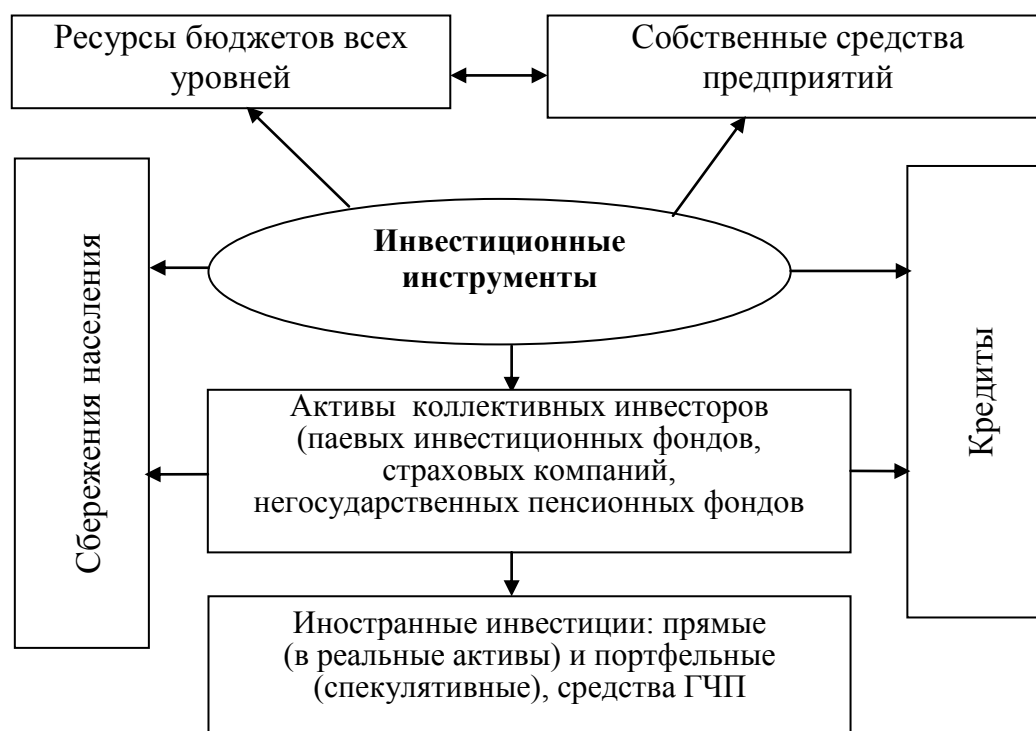 Ресурсы бюджетов всех
уровней
Собственные средства
предприятий
Инвестиционные
инструменты
Сбережения населения
Кредиты
Активы коллективных инвесторов
(паевых инвестиционных фондов,
страховых компаний,
негосударственных пенсионных фондов
Иностранные инвестиции: прямые
(в реальные активы) и портфельные
(спекулятивные), средства ГЧП